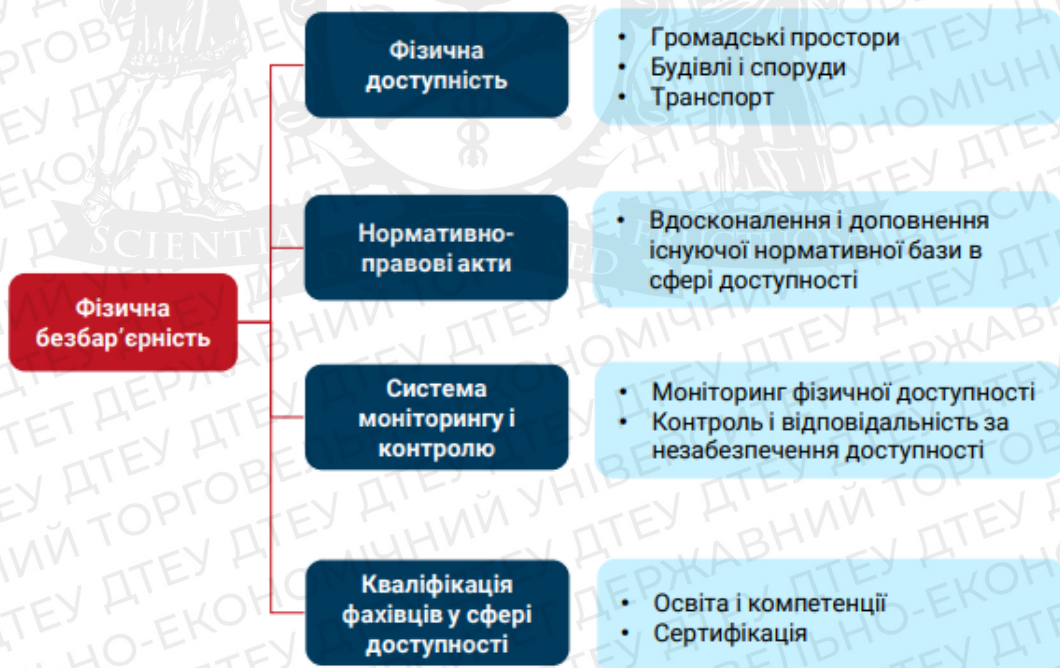 Фізична
безбар’єрність
Фізична
доступність
• Громадські простори
• Будівлі і споруди
• Транспорт
Нормативно-
правові акти
• Вдосконалення і доповнення
існуючої нормативної бази в
сфері доступності
Система
моніторингу і
контролю
• Моніторинг фізичної доступності
• Контроль і відповідальність за
незабезпечення доступності
Кваліфікація
фахівців у сфері
доступності
• Освіта і компетенції
• Сертифікація
SCIENTIA